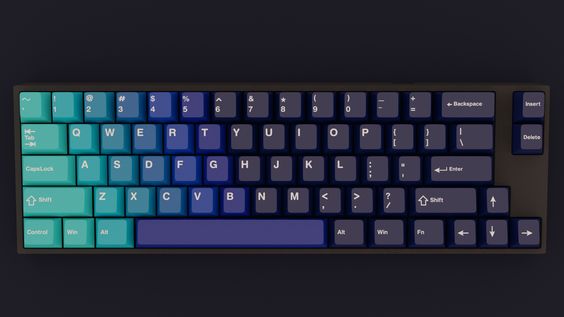 ~ ! @ # $ % ^ & * ( ) _ +
` 1 2 3 4 5 6 7 8 9 0 - = ← Backspace Insert
Tab Q W E R T Y U I O P { [ } ] | \ Delete
CapsLock A S D F G H J K L : ; Enter
Shift Z X C V B N M < , > . ? / Shift ↑
Control Win Alt Alt Win Fn ← ↓ →